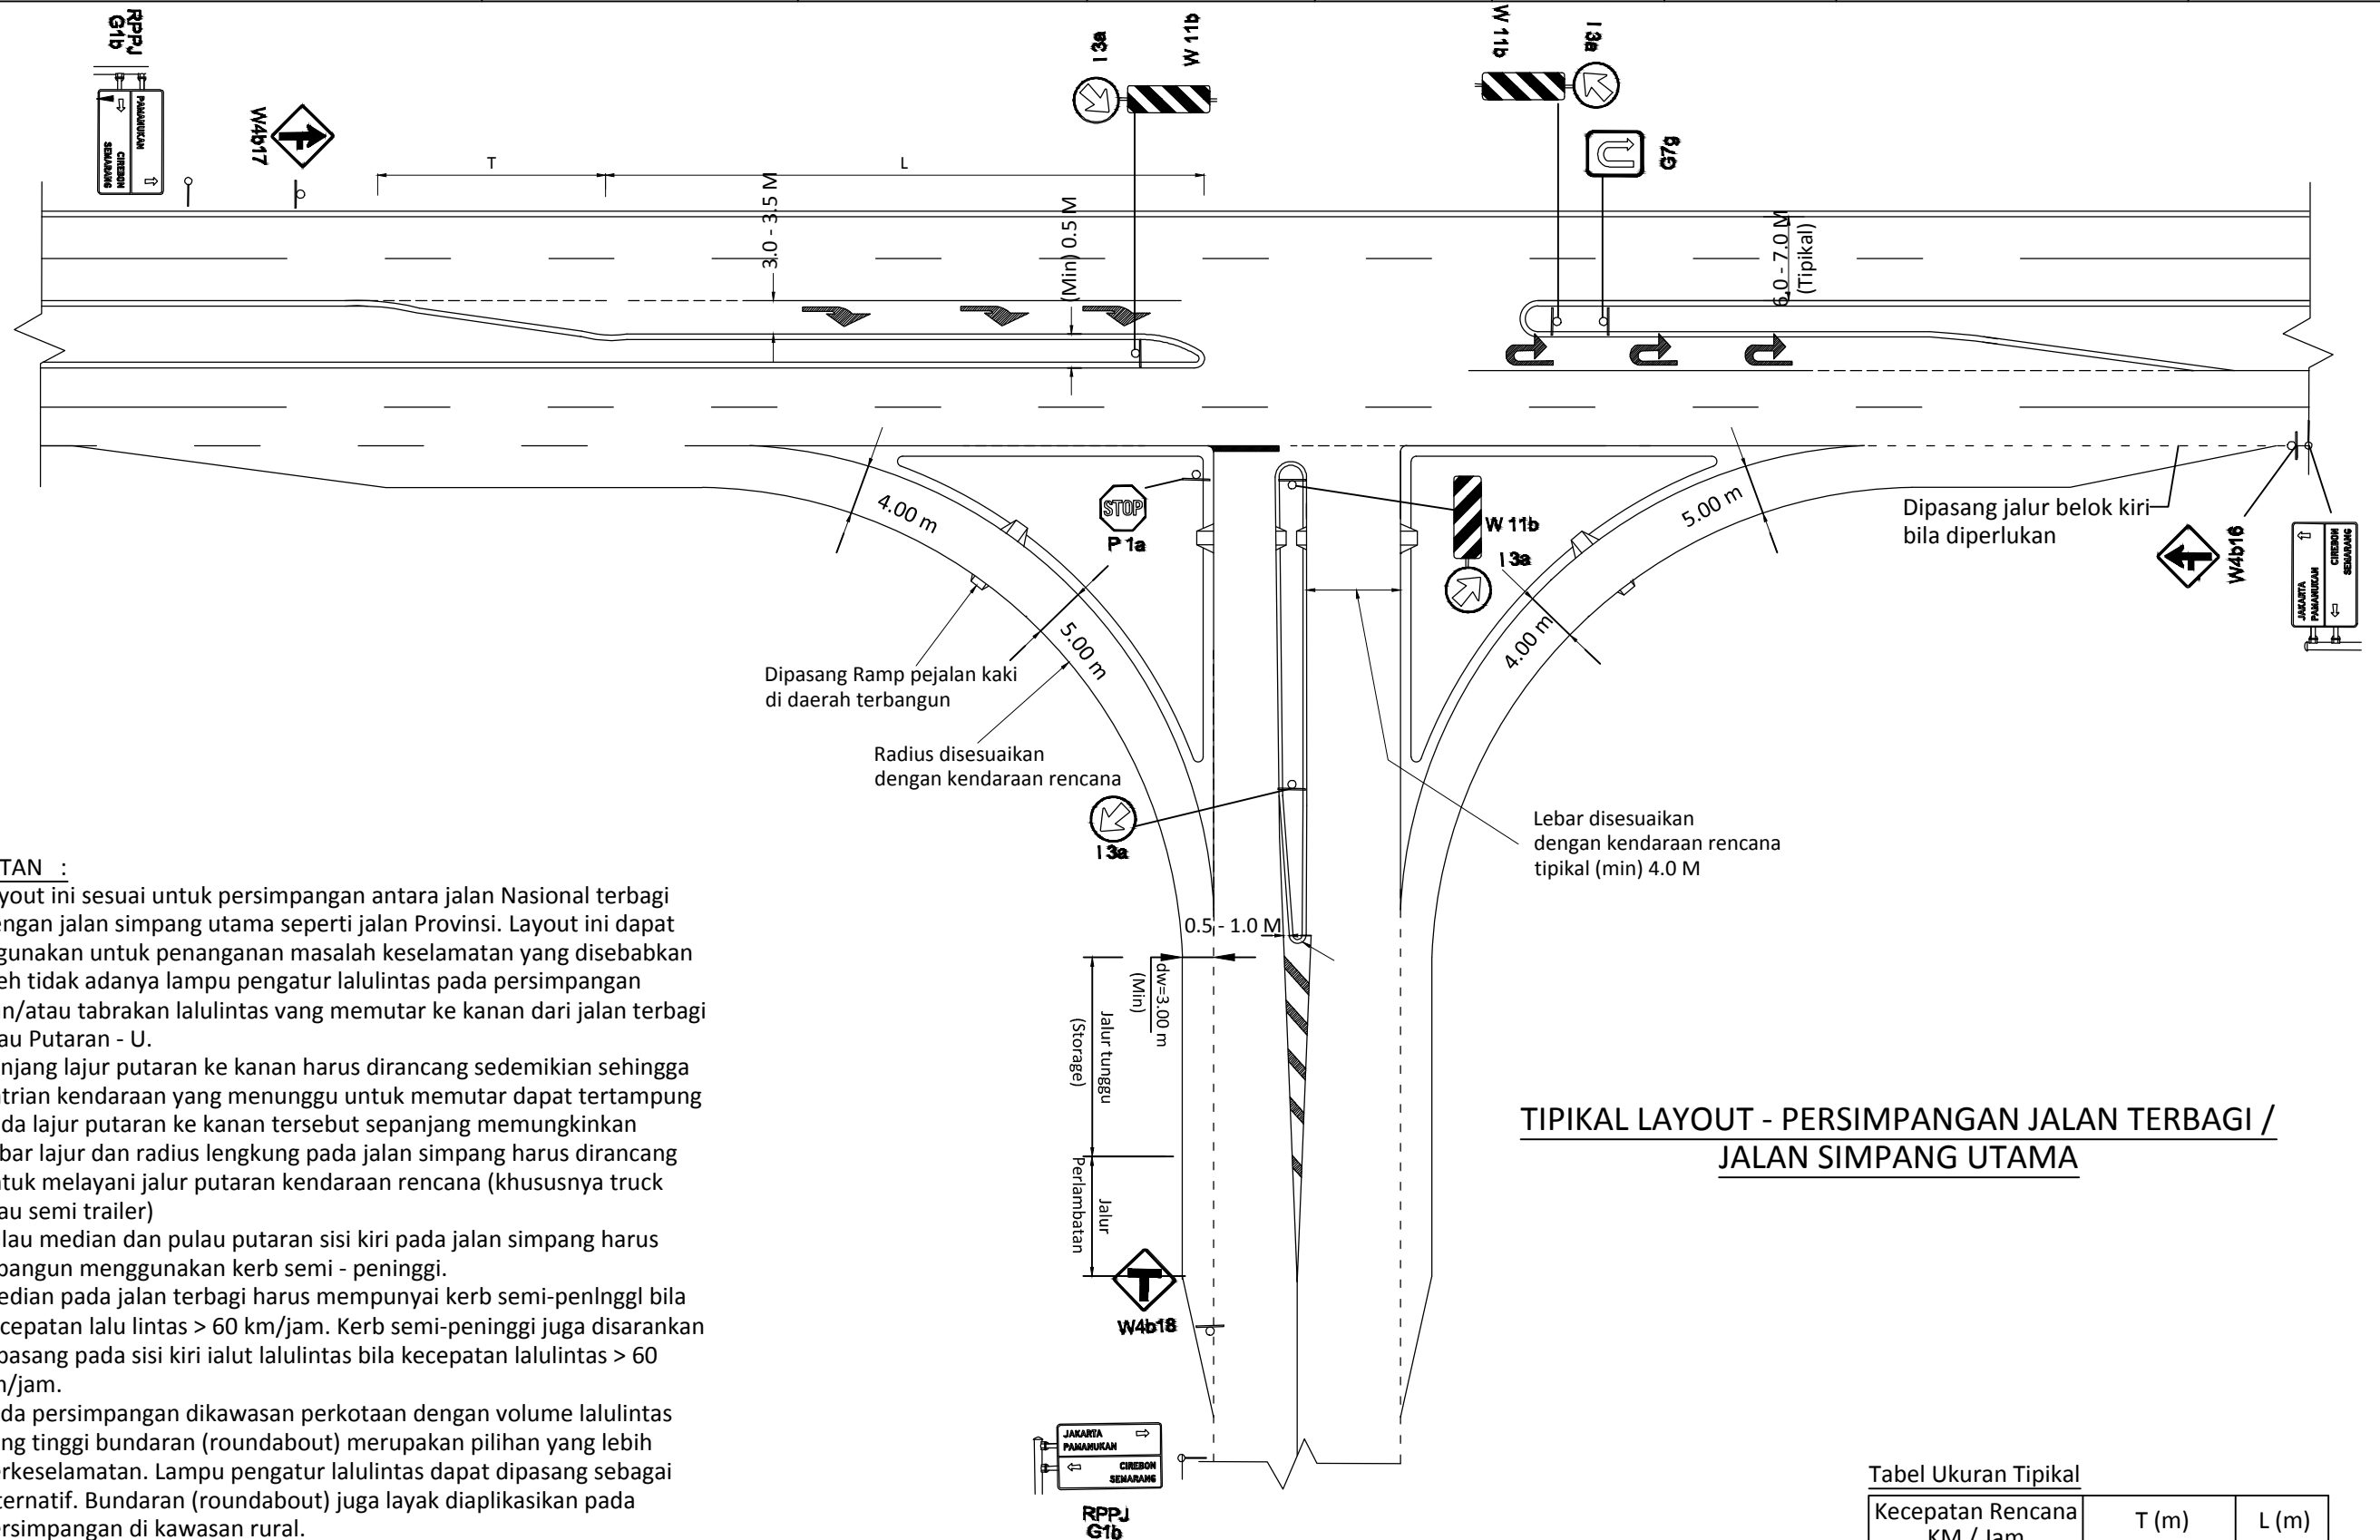 RPPJ
G1b
PAMANUKAN
CIREBON
SEMARANG
W4b17
T
L
3.0 - 3.5 M
(Min) 0.5 M
I 3a
W 11b
W 11b
I 3a
G7g
6.0 - 7.0 M
(Tipikal)
4.00 m
STOP
P 1a
W 11b
I 3a
5.00 m
Dipasang jalur belok kiri
bila diperlukan
W4b16
CIREBON
SEMARANG
JAKARTA
PAMANUKAN
5.00 m
4.00 m
Dipasang Ramp pejalan kaki
di daerah terbangun
Radius disesuaikan
dengan kendaraan rencana
I 3a
Lebar disesuaikan
dengan kendaraan rencana
tipikal (min) 4.0 M
0.5 - 1.0 M
dw=3.00 m
(Min)
Jalur tunggu
(Storage)
Jalur
Perlambatan
W4b18
JAKARTA
PAMANUKAN
CIREBON
SEMARANG
RPPJ
G1b
TAN :
yout ini sesuai untuk persimpangan antara jalan Nasional terbagi
engan jalan simpang utama seperti jalan Provinsi. Layout ini dapat
gunakan untuk penanganan masalah keselamatan yang disebabkan
eh tidak adanya lampu pengatur lalulintas pada persimpangan
an/atau tabrakan lalulintas vang memutar ke kanan dari jalan terbagi
au Putaran - U.
njang lajur putaran ke kanan harus dirancang sedemikian sehingga
trian kendaraan yang menunggu untuk memutar dapat tertampung
da lajur putaran ke kanan tersebut sepanjang memungkinkan
bar lajur dan radius lengkung pada jalan simpang harus dirancang
tuk melayani jalur putaran kendaraan rencana (khususnya truck
au semi trailer)
lau median dan pulau putaran sisi kiri pada jalan simpang harus
bangun menggunakan kerb semi - peninggi.
edian pada jalan terbagi harus mempunyai kerb semi-penlnggl bila
cepatan lalu lintas > 60 km/jam. Kerb semi-peninggi juga disarankan
pasang pada sisi kiri ialut lalulintas bila kecepatan lalulintas > 60
m/jam.
da persimpangan dikawasan perkotaan dengan volume lalulintas
ng tinggi bundaran (roundabout) merupakan pilihan yang lebih
erkeselamatan. Lampu pengatur lalulintas dapat dipasang sebagai
ternatif. Bundaran (roundabout) juga layak diaplikasikan pada
ersimpangan di kawasan rural.
TIPIKAL LAYOUT - PERSIMPANGAN JALAN TERBAGI /
JALAN SIMPANG UTAMA
Tabel Ukuran Tipikal
Kecepatan Rencana
KM / Jam
T (m)
L (m)